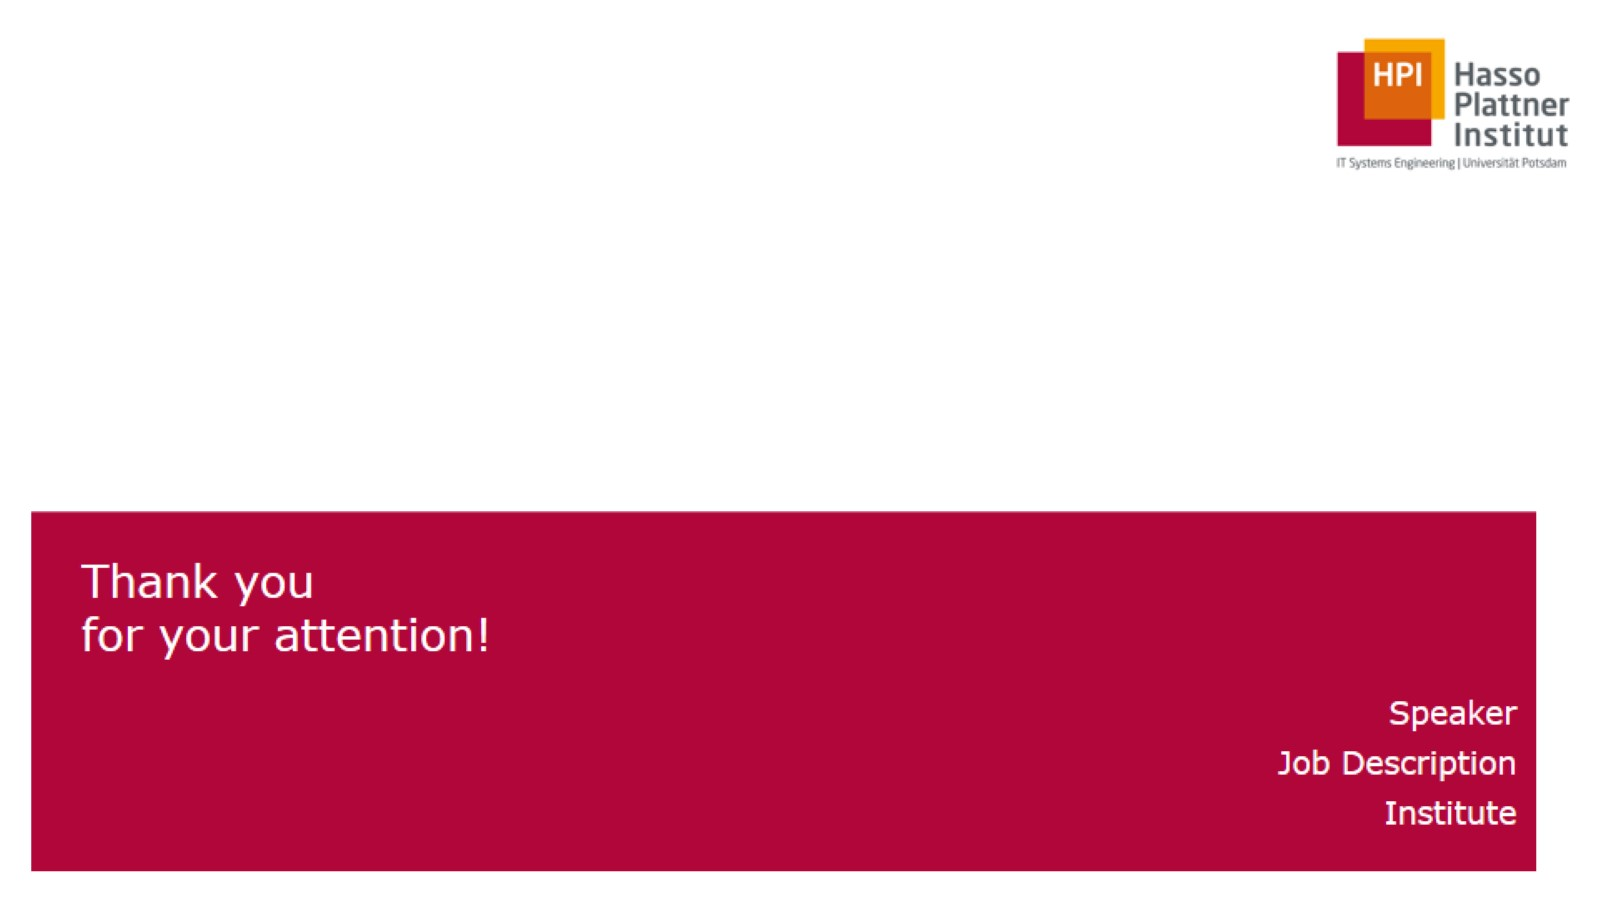 HPI
Hasso
Plattner
Institut
IT Systems Engineering | Universität Potsdam
Thank you
for your attention!
Speaker
Job Description
Institute